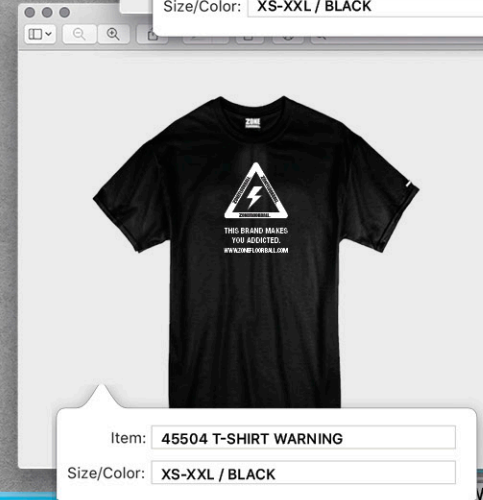 Size/Color: XS-XXL / BLACK
ZONE
ZONEFLOORBALL
THIS BRAND MAKES
YOU ADDICTED.
WWW.ZONEFLOORBALL.COM
Item: 45504 T-SHIRT WARNING
Size/Color: XS-XXL / BLACK